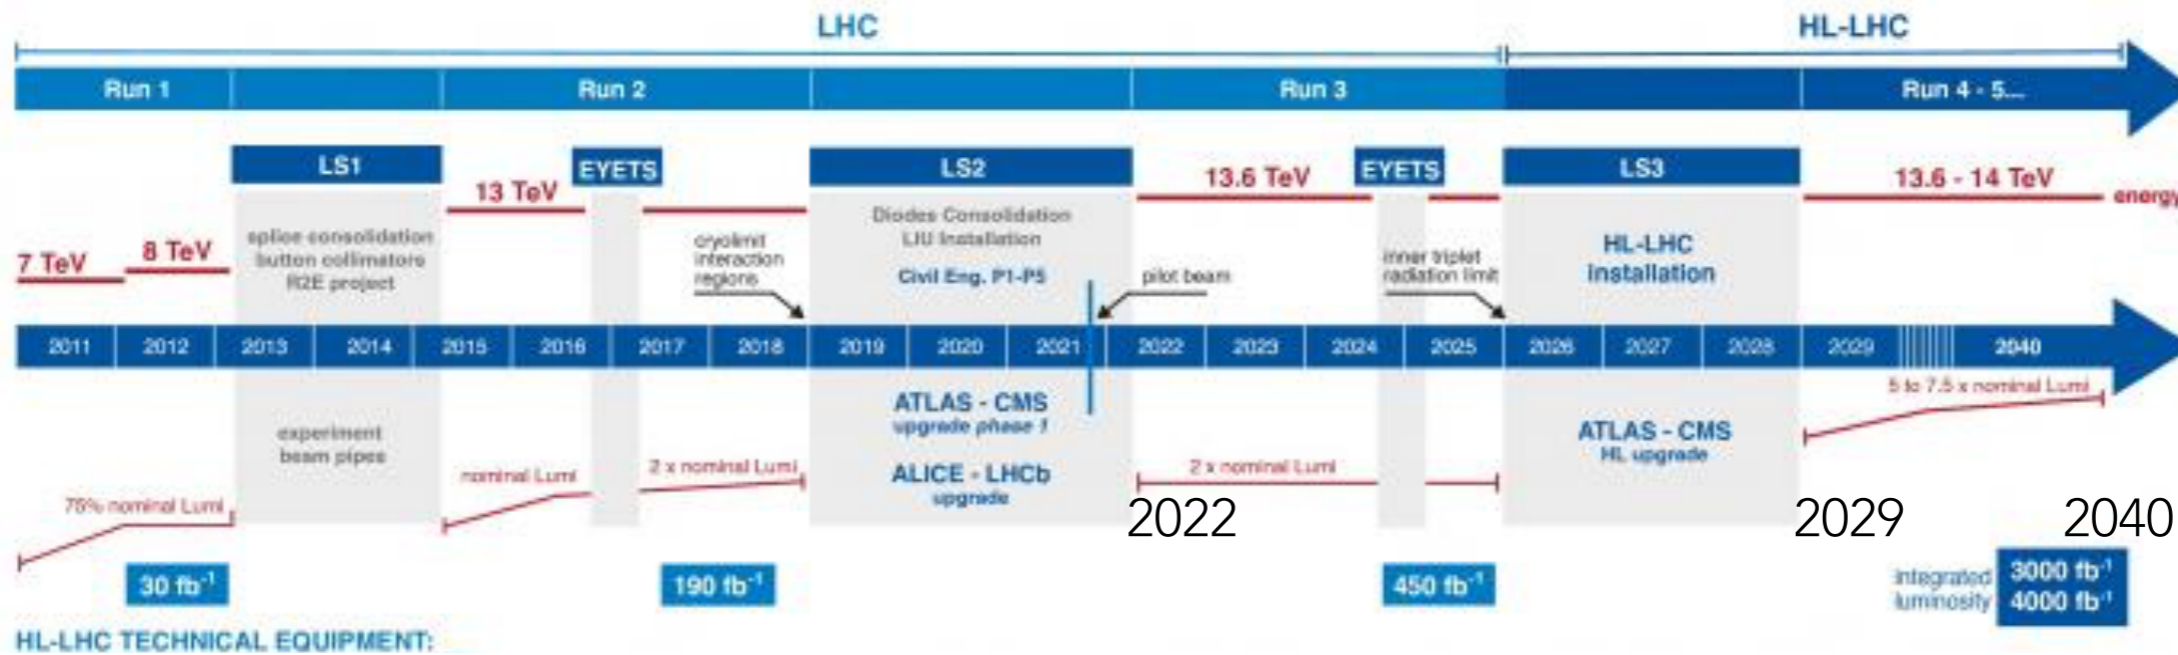 LHC
HL-LHC
Run 1
Run 2
Run 3
Run 4 - 5...
LS1
EYETS
LS2
EYETS
LS3
13 TeV
13.6 TeV
13.6 - 14 TeV
energy
7 TeV
8 TeV
splice consolidation
button collimators
R2E project
cryolimit
interaction
regions
Diodes Consolidation
LIU Installation
Civil Eng. P1-P5
pilot beam
inner triplet
radiation limit
HL-LHC
installation
2011
2012
2013
2014
2015
2016
2017
2018
2019
2020
2021
2022
2023
2024
2025
2026
2027
2028
2029
2040
5 to 7.5 x nominal Lumi
experiment
beam pipes
ATLAS - CMS
upgrade phase 1
ALICE - LHCb
upgrade
ATLAS - CMS
HL upgrade
75% nominal Lumi
nominal Lumi
2 x nominal Lumi
2 x nominal Lumi
2022
2029
2040
30 fb⁻¹
190 fb⁻¹
450 fb⁻¹
integrated
luminosity
3000 fb⁻¹
4000 fb⁻¹
HL-LHC TECHNICAL EQUIPMENT: